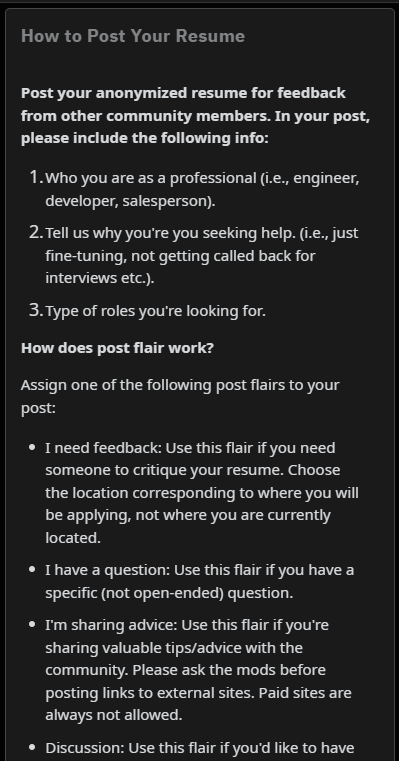 How to Post Your Resume
Post your anonymized resume for feedback
from other community members. In your post,
please include the following info:
1. Who you are as a professional (i.e., engineer,
developer, salesperson).
2. Tell us why you're you seeking help. (i.e., just
fine-tuning, not getting called back for
interviews etc.).
3. Type of roles you're looking for.
How does post flair work?
Assign one of the following post flairs to your
post:
• I need feedback: Use this flair if you need
someone to critique your resume. Choose
the location corresponding to where you will
be applying, not where you are currently
located.
• I have a question: Use this flair if you have a
specific (not open-ended) question.
• I'm sharing advice: Use this flair if you're
sharing valuable tips/advice with the
community. Please ask the mods before
posting links to external sites. Paid sites are
always not allowed.
• Discussion: Use this flair if you'd like to have